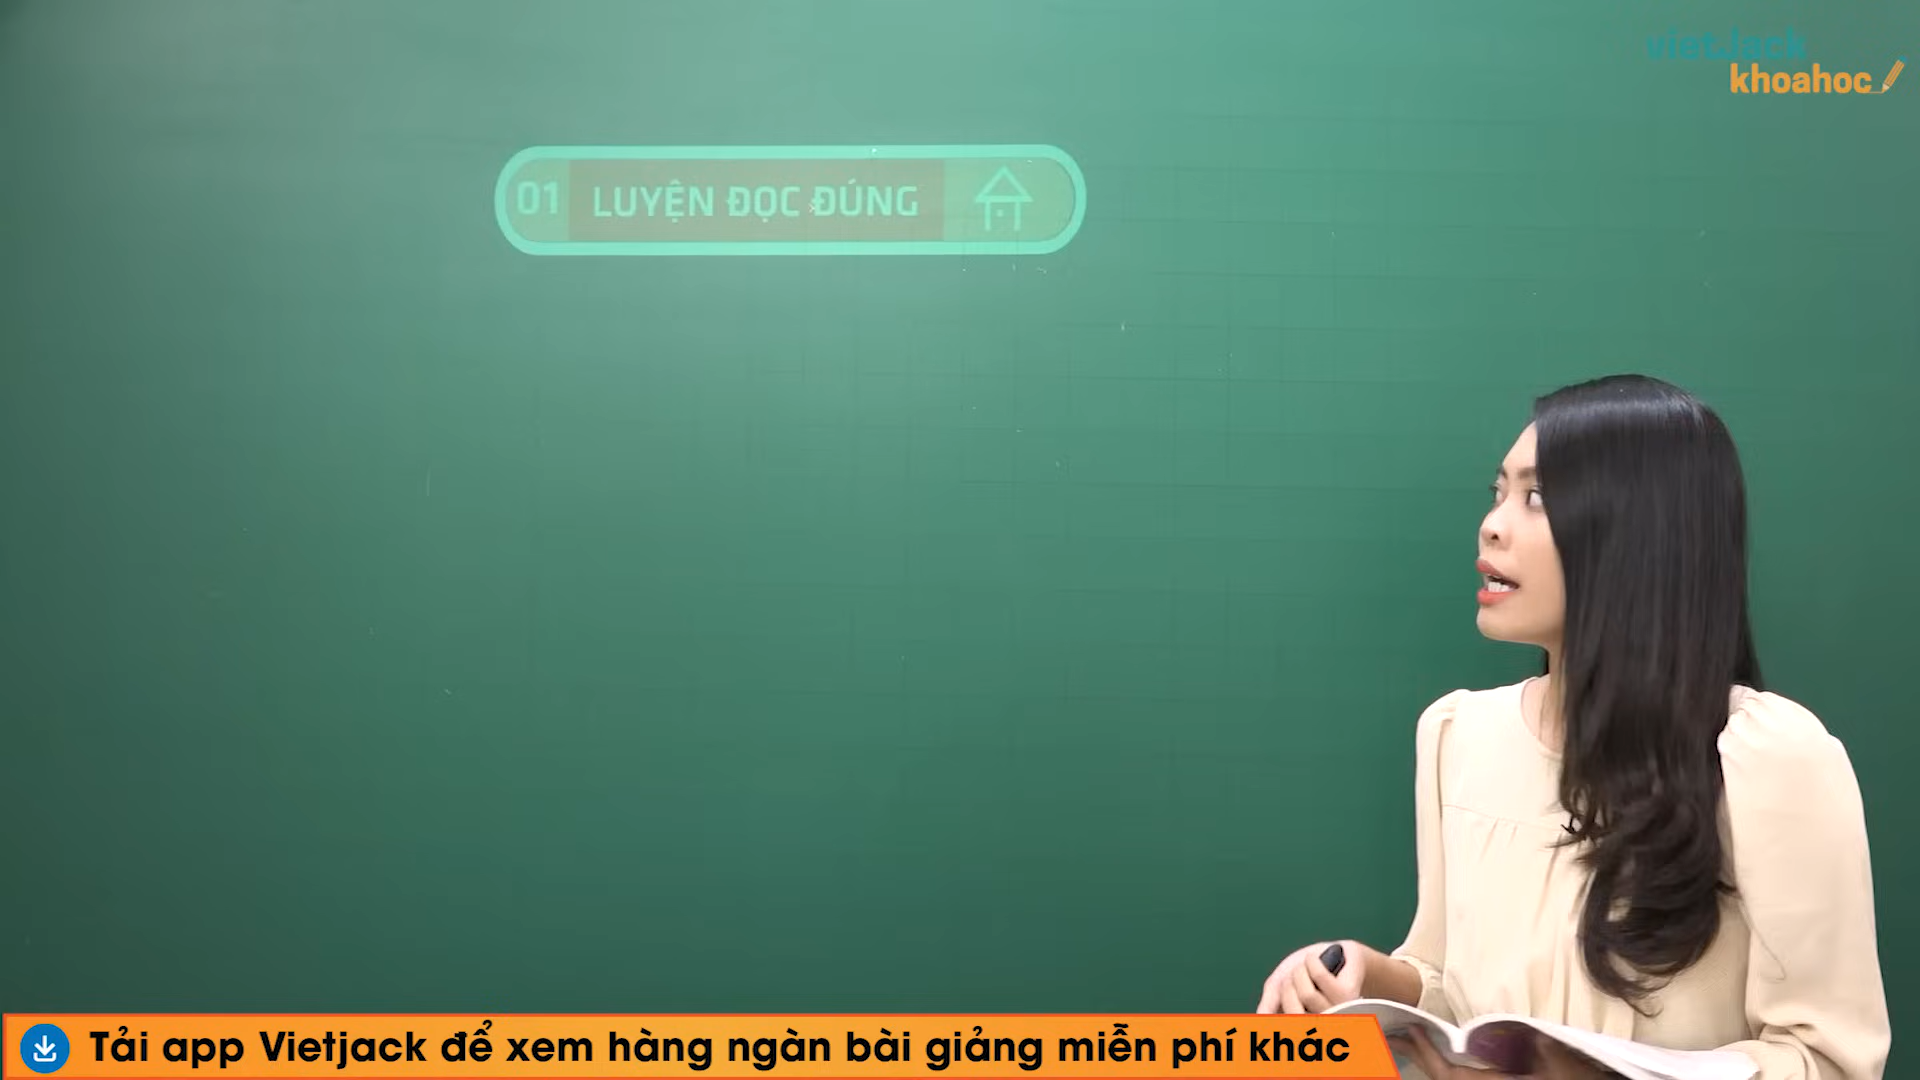 vietJack
khoahoc
01 LUYỆN ĐỌC ĐÚNG
Tải app Vietjack để xem hàng ngàn bài giảng miễn phí khác